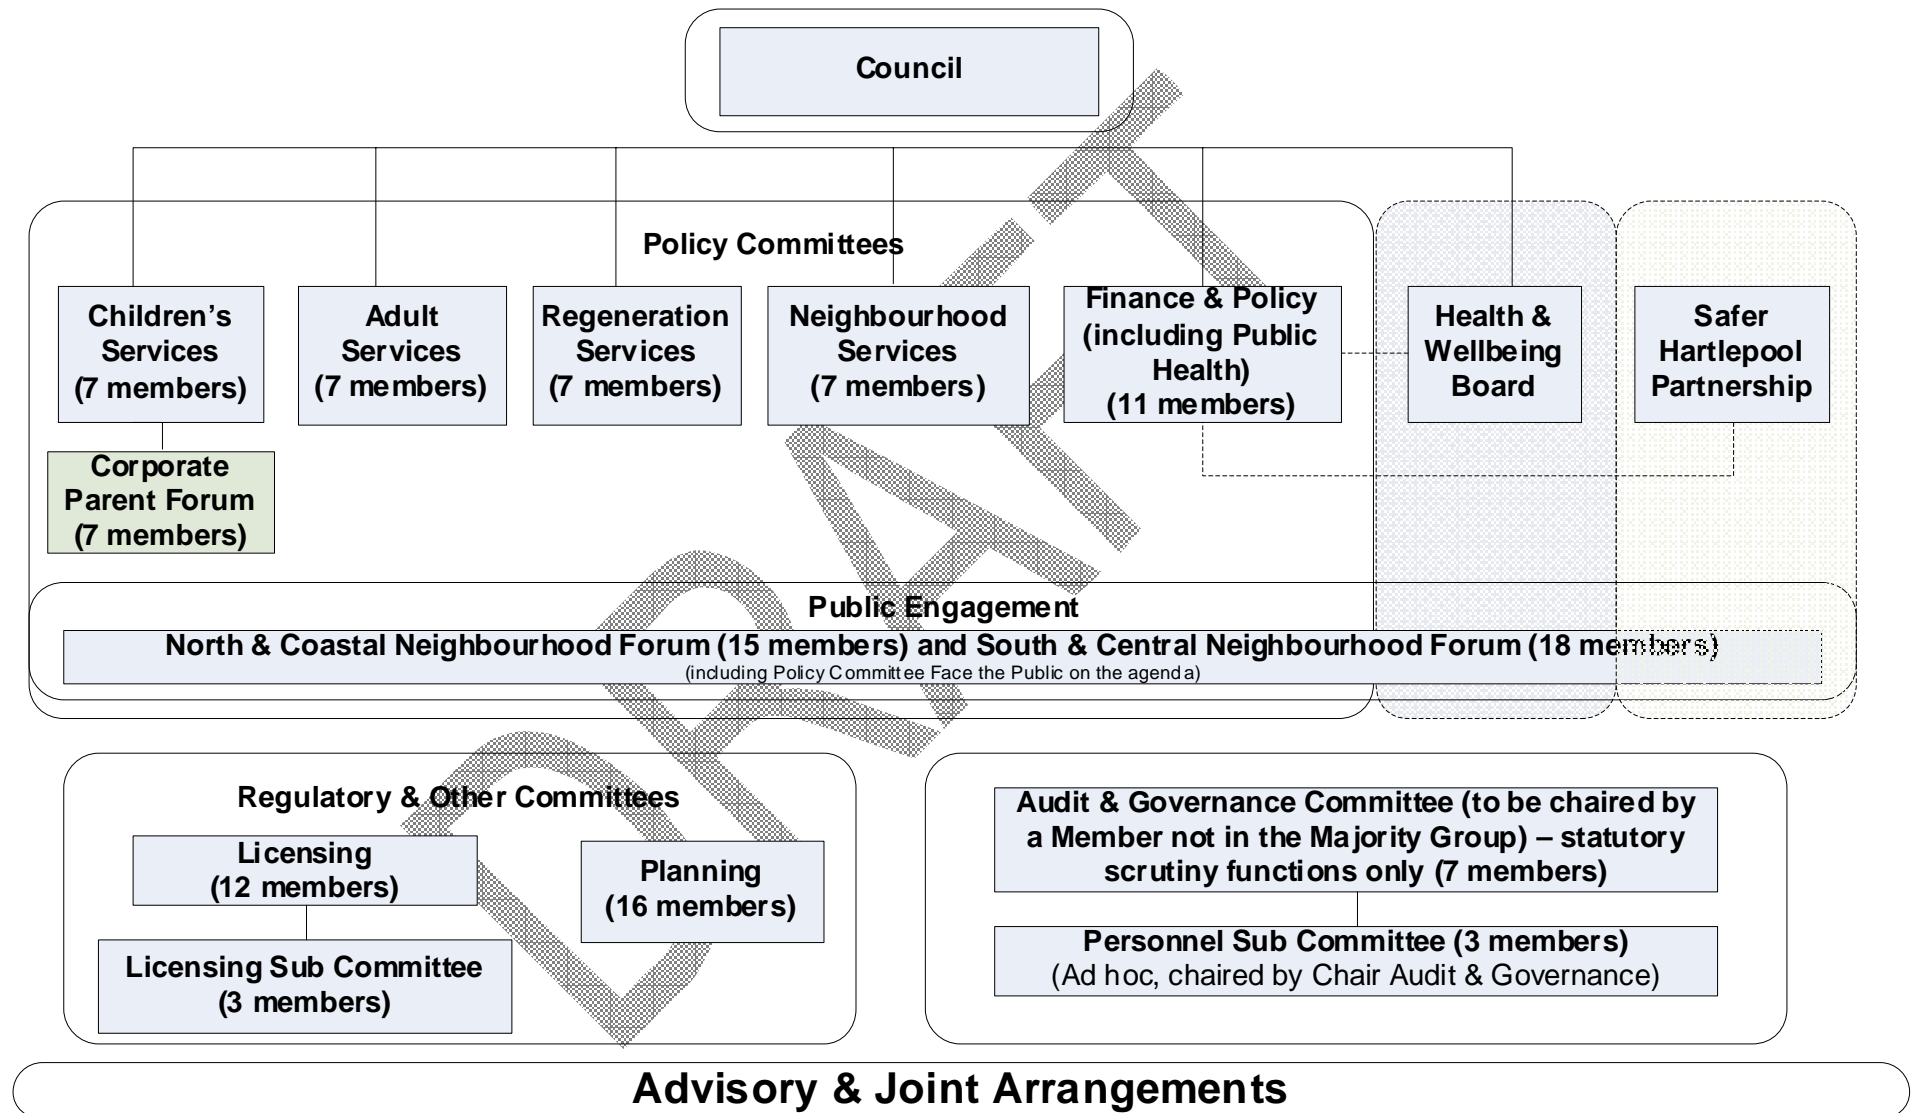 Council
Policy Committees
Children’s
Services
(7 members)
Adult
Services
(7 members)
Regeneration
Services
(7 members)
Neighbourhood
Services
(7 members)
Finance & Policy
(including Public
Health)
(11 members)
Health &
Wellbeing
Board
Safer
Hartlepool
Partnership
Corporate
Parent Forum
(7 members)
Public Engagement
North & Coastal Neighbourhood Forum (15 members) and South & Central Neighbourhood Forum (18 members)
(including Policy Committee Face the Public on the agenda)
Regulatory & Other Committees
Licensing
(12 members)
Planning
(16 members)
Licensing Sub Committee
(3 members)
Audit & Governance Committee (to be chaired by
a Member not in the Majority Group) – statutory
scrutiny functions only (7 members)
Personnel Sub Committee (3 members)
(Ad hoc, chaired by Chair Audit & Governance)
Advisory & Joint Arrangements
DRAFT